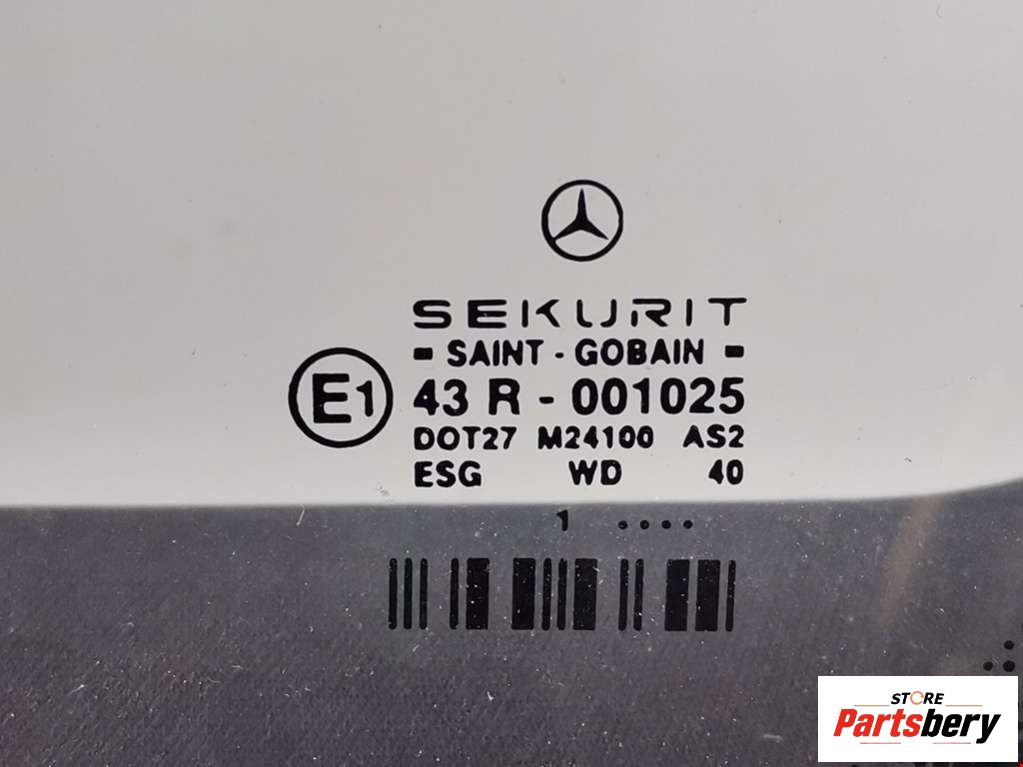 SEKURIT
- SAINT - GOBAIN -
E1 43 R - 001025
DOT27 M24100 AS2
ESG WD 40
1 ....
STORE
Partsbery